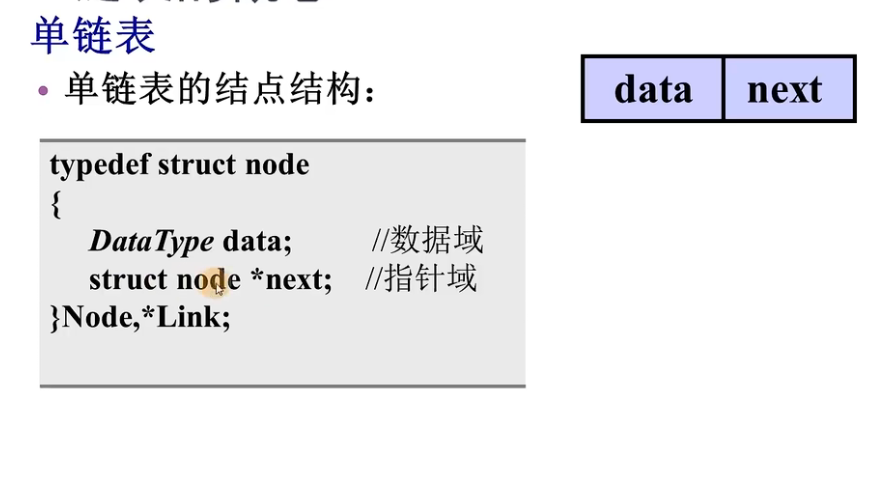 单链表
• 单链表的结点结构：
data next
typedef struct node
{
DataType data; //数据域
struct node *next; //指针域
}Node,*Link;